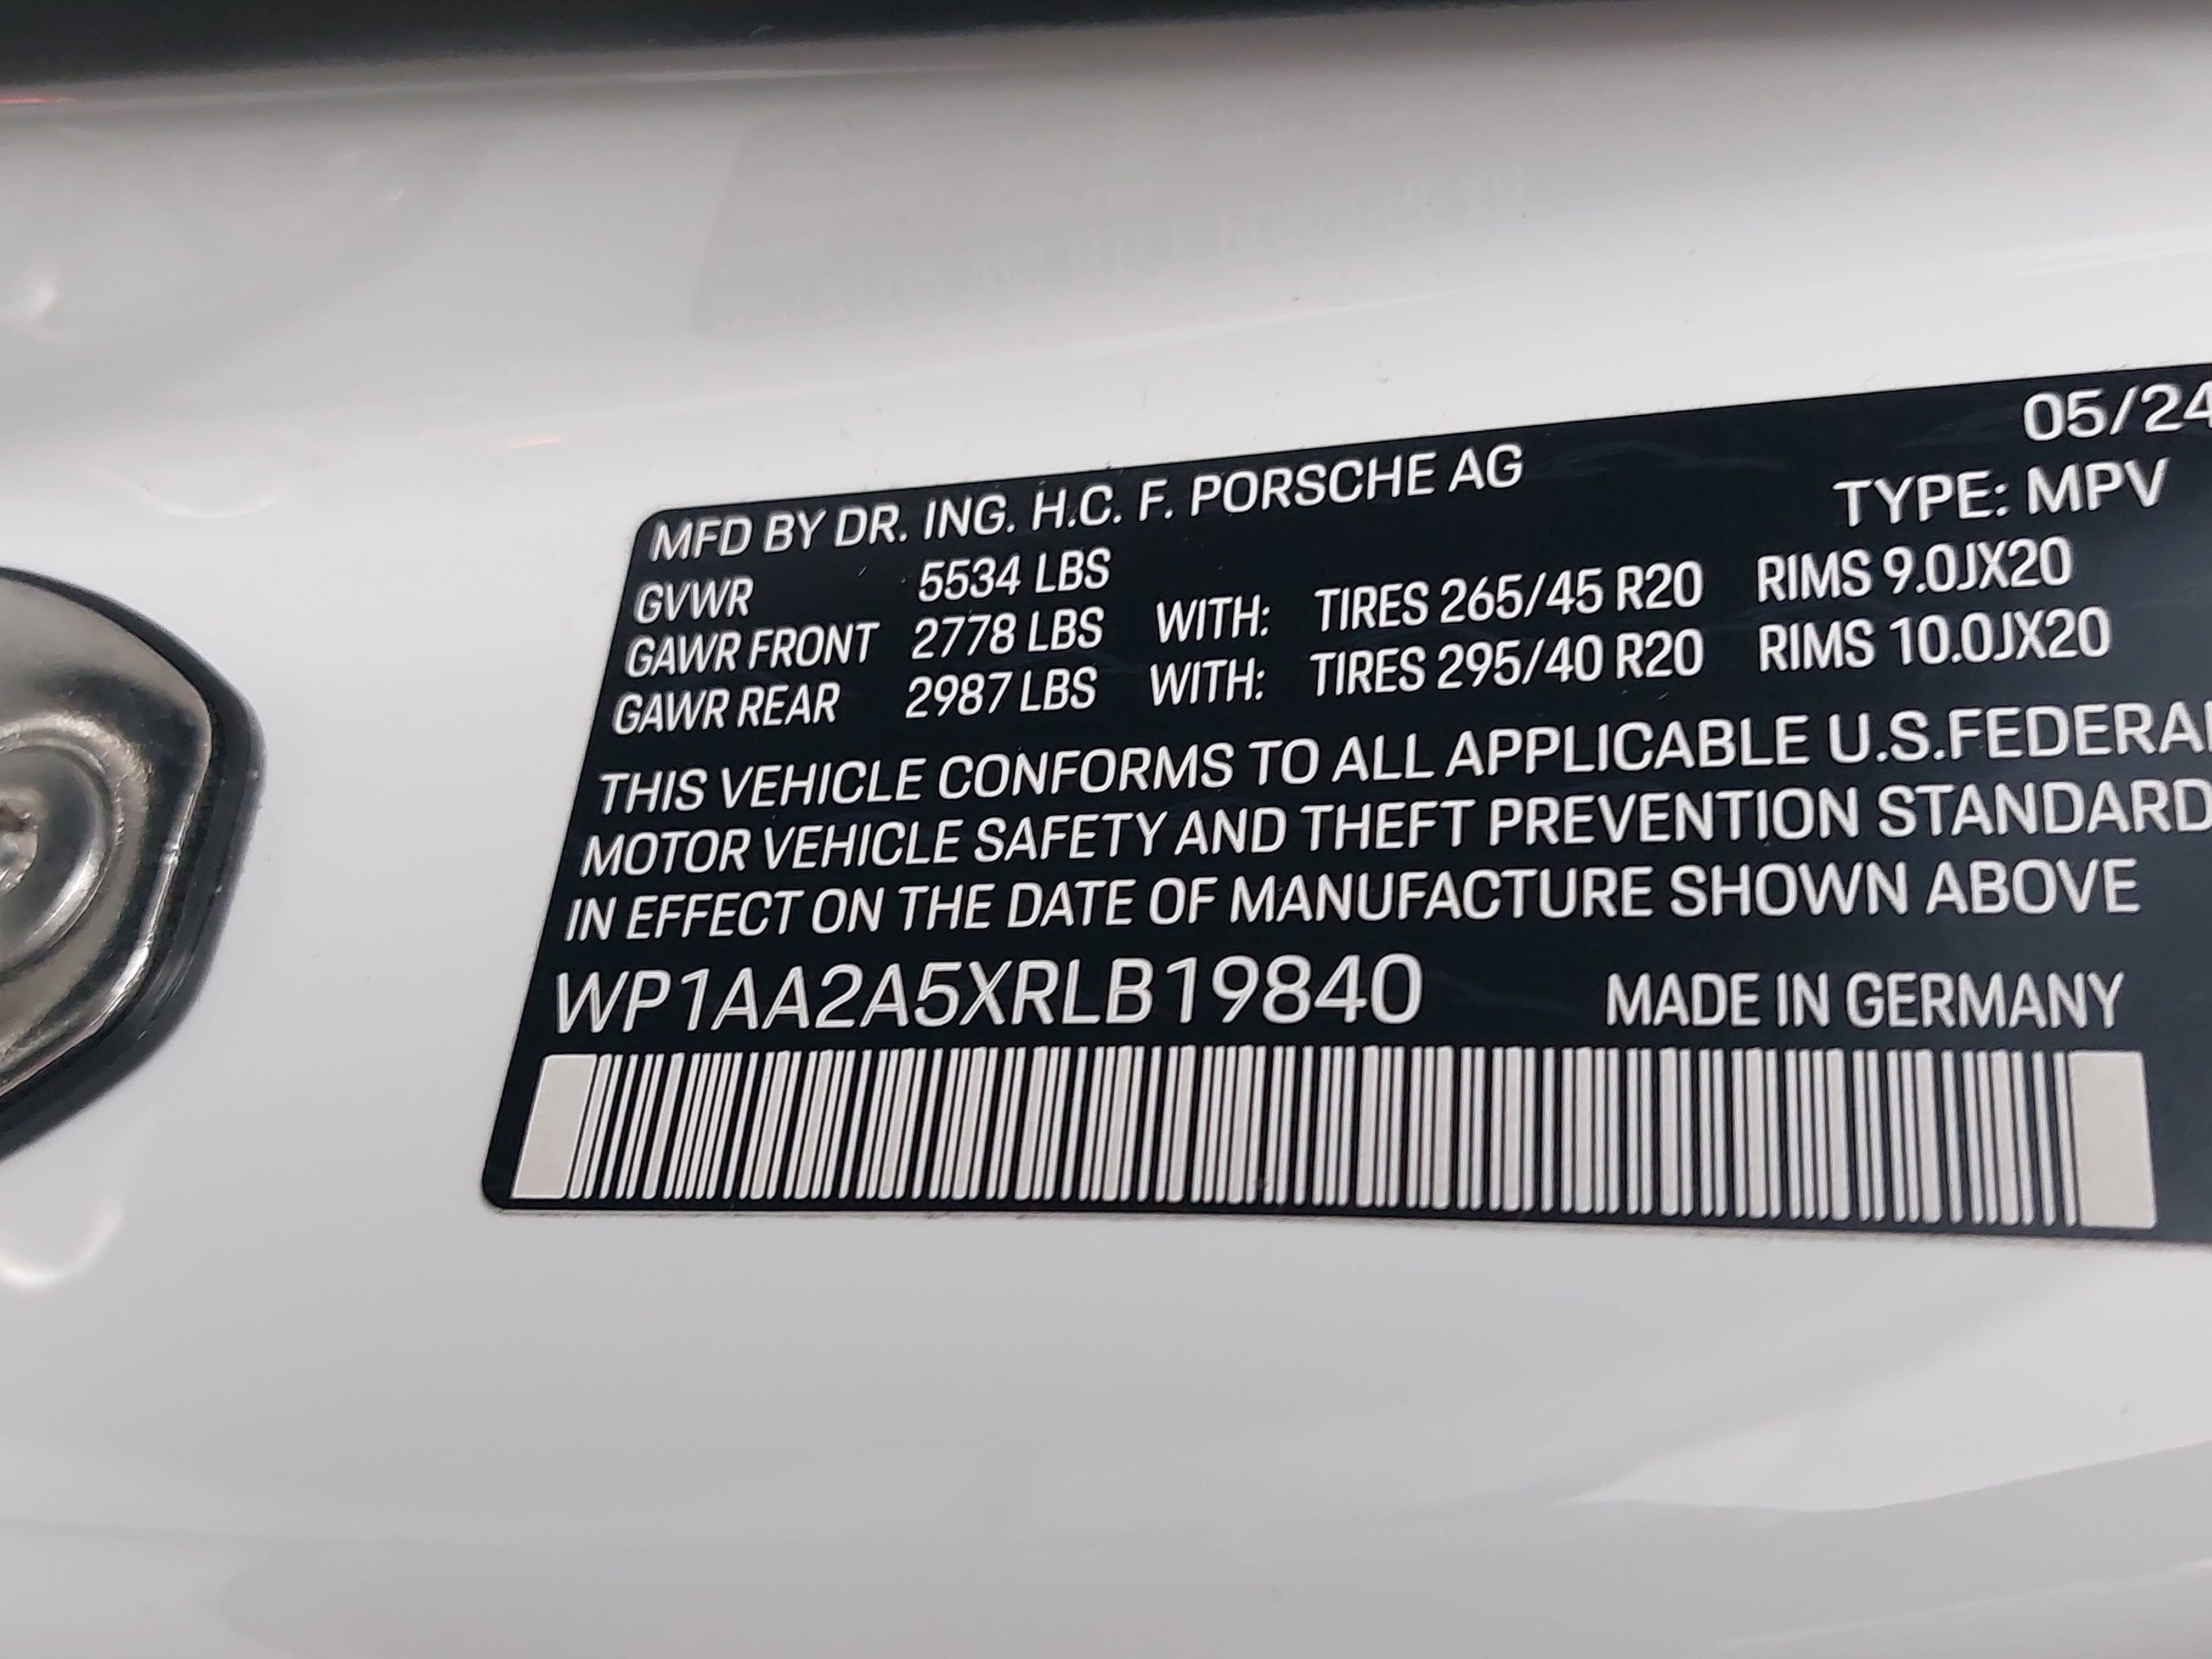 05/24
MFD BY DR. ING. H.C. F. PORSCHE AG
TYPE: MPV
GVWR 5534 LBS
GAWR FRONT 2778 LBS WITH: TIRES 265/45 R20 RIMS 9.0JX20
GAWR REAR 2987 LBS WITH: TIRES 295/40 R20 RIMS 10.0JX20
THIS VEHICLE CONFORMS TO ALL APPLICABLE U.S.FEDERAL
MOTOR VEHICLE SAFETY AND THEFT PREVENTION STANDARD
IN EFFECT ON THE DATE OF MANUFACTURE SHOWN ABOVE
WP1AA2A5XRLB19840 MADE IN GERMANY